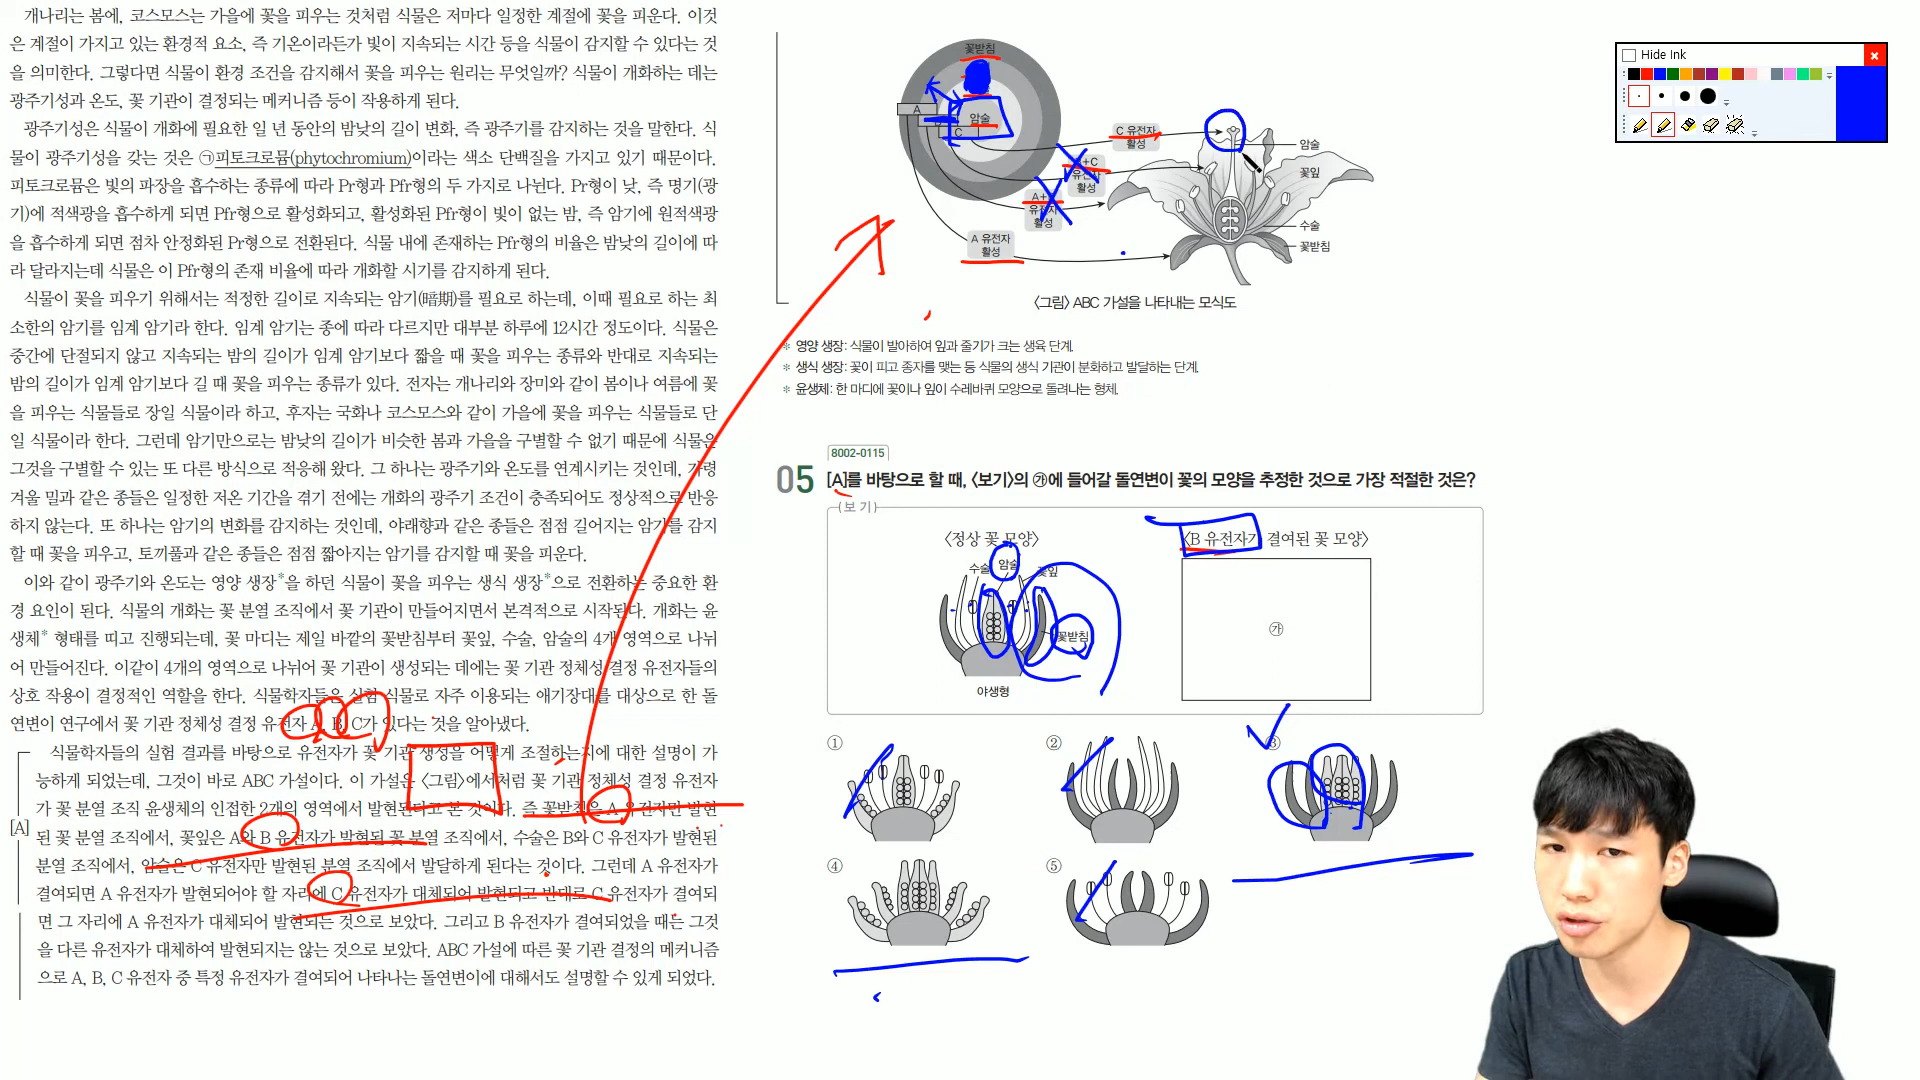 개나리는 봄에, 코스모스는 가을에 꽃을 피우는 것처럼 식물은 저마다 일정한 계절에 꽃을 피운다. 이것
은 계절이 가지고 있는 환경적 요소, 즉 기온이라든가 빛이 지속되는 시간 등을 식물이 감지할 수 있다는 것
을 의미한다. 그렇다면 식물이 환경 조건을 감지해서 꽃을 피우는 원리는 무엇일까? 식물이 개화하는 데는
광주기성과 온도, 꽃 기관이 결정되는 메커니즘 등이 작용하게 된다.
광주기성은 식물이 개화에 필요한 일 년 동안의 밤낮의 길이 변화, 즉 광주기를 감지하는 것을 말한다. 식
물이 광주기성을 갖는 것은 ㉠피토크로뮴(phytochromium)이라는 색소 단백질을 가지고 있기 때문이다.
피토크로뮴은 빛의 파장을 흡수하는 종류에 따라 Pr형과 Pfr형의 두 가지로 나뉜다. Pr형이 낮, 즉 명기(광
기)에 적색광을 흡수하게 되면 Pfr형으로 활성화되고, 활성화된 Pfr형이 빛이 없는 밤, 즉 암기에 원적색광
을 흡수하게 되면 점차 안정화된 Pr형으로 전환된다. 식물 내에 존재하는 Pfr형의 비율은 밤낮의 길이에 따
라 달라지는데 식물은 이 Pfr형의 존재 비율에 따라 개화할 시기를 감지하게 된다.
식물이 꽃을 피우기 위해서는 적정한 길이로 지속되는 암기(暗期)를 필요로 하는데, 이때 필요로 하는 최
소한의 암기를 임계 암기라 한다. 임계 암기는 종에 따라 다르지만 대부분 하루에 12시간 정도이다. 식물은
중간에 단절되지 않고 지속되는 밤의 길이가 임계 암기보다 짧을 때 꽃을 피우는 종류와 반대로 지속되는
밤의 길이가 임계 암기보다 길 때 꽃을 피우는 종류가 있다. 전자는 개나리와 장미와 같이 봄이나 여름에 꽃
을 피우는 식물들로 장일 식물이라 하고, 후자는 국화나 코스모스와 같이 가을에 꽃을 피우는 식물들로 단
일 식물이라 한다. 그런데 암기만으로는 밤낮의 길이가 비슷한 봄과 가을을 구별할 수 없기 때문에 식물은
그것을 구별할 수 있는 또 다른 방식으로 적응해 왔다. 그 하나는 광주기와 온도를 연계시키는 것인데, 가령
겨울 밀과 같은 종들은 일정한 저온 기간을 겪기 전에는 개화의 광주기 조건이 충족되어도 정상적으로 반응
하지 않는다. 또 하나는 암기의 변화를 감지하는 것인데, 야래향과 같은 종들은 점점 길어지는 암기를 감지
할 때 꽃을 피우고, 토끼풀과 같은 종들은 점점 짧아지는 암기를 감지할 때 꽃을 피운다.
이와 같이 광주기와 온도는 영양 생장*을 하던 식물이 꽃을 피우는 생식 생장*으로 전환하는 중요한 환
경 요인이 된다. 식물의 개화는 꽃 분열 조직에서 꽃 기관이 만들어지면서 본격적으로 시작된다. 개화는 윤
생체* 형태를 띠고 진행되는데, 꽃 마디는 제일 바깥의 꽃받침부터 꽃잎, 수술, 암술의 4개 영역으로 나뉘
어 만들어진다. 이같이 4개의 영역으로 나뉘어 꽃 기관이 생성되는 데에는 꽃 기관 정체성 결정 유전자들의
상호 작용이 결정적인 역할을 한다. 식물학자들은 실험 식물로 자주 이용되는 애기장대를 대상으로 한 돌
연변이 연구에서 꽃 기관 정체성 결정 유전자 A, B, C가 있다는 것을 알아냈다.
[A]
식물학자들의 실험 결과를 바탕으로 유전자가 꽃 기관 생성을 어떻게 조절하는지에 대한 설명이 가
능하게 되었는데, 그것이 바로 ABC 가설이다. 이 가설은 〈그림〉에서처럼 꽃 기관 정체성 결정 유전자
가 꽃 분열 조직 윤생체의 인접한 2개의 영역에서 발현된다고 본 것이다. 즉 꽃받침은 A 유전자만 발현
된 꽃 분열 조직에서, 꽃잎은 A와 B 유전자가 발현된 꽃 분열 조직에서, 수술은 B와 C 유전자가 발현된
분열 조직에서, 암술은 C 유전자만 발현된 분열 조직에서 발달하게 된다는 것이다. 그런데 A 유전자가
결여되면 A 유전자가 발현되어야 할 자리에 C 유전자가 대체되어 발현되고 반대로 C 유전자가 결여되
면 그 자리에 A 유전자가 대체되어 발현되는 것으로 보았다. 그리고 B 유전자가 결여되었을 때는 그것
을 다른 유전자가 대체하여 발현되지는 않는 것으로 보았다. ABC 가설에 따른 꽃 기관 결정의 메커니즘
으로 A, B, C 유전자 중 특정 유전자가 결여되어 나타나는 돌연변이에 대해서도 설명할 수 있게 되었다.
꽃받침
암술
A
C
C 유전자
활성
B+C
유전자
활성
A+
유전자
활성
A 유전자
활성
암술
꽃잎
수술
꽃받침
〈그림〉 ABC 가설을 나타내는 모식도
* 영양 생장: 식물이 발아하여 잎과 줄기가 크는 생육 단계.
* 생식 생장: 꽃이 피고 종자를 맺는 등 식물의 생식 기관이 분화하고 발달하는 단계.
* 윤생체: 한 마디에 꽃이나 잎이 수레바퀴 모양으로 돌려나는 형체.
8002-0115
05 [A]를 바탕으로 할 때, 〈보기〉의 ㉮에 들어갈 돌연변이 꽃의 모양을 추정한 것으로 가장 적절한 것은?
(보기)
〈정상 꽃 모양〉
〈B 유전자가 결여된 꽃 모양〉
수술
암술
꽃잎
꽃받침
야생형
㉮
①
②
③
④
⑤
Hide Ink